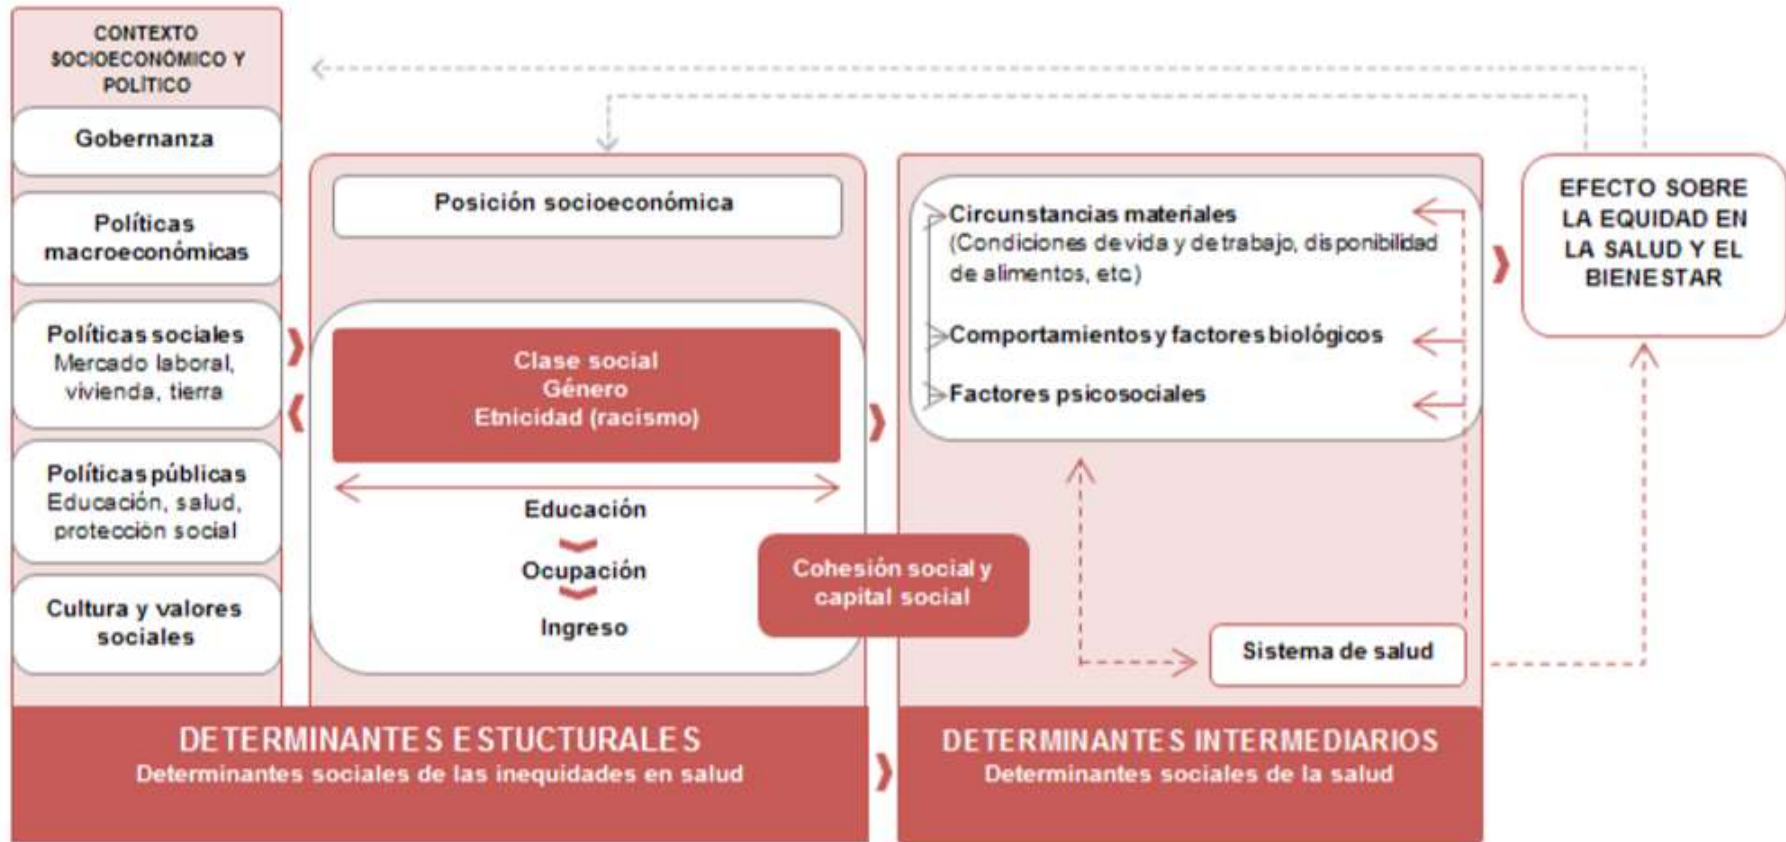 CONTEXTO
SOCIOECONÓMICO Y
POLÍTICO
Gobernanza
Políticas
macroeconómicas
Políticas sociales
Mercado laboral,
vivienda, tierra
Políticas públicas
Educación, salud,
protección social
Cultura y valores
sociales
Posición socioeconómica
Clase social
Género
Etnicidad (racismo)
Educación
Ocupación
Ingreso
Cohesión social y
capital social
Circunstancias materiales
(Condiciones de vida y de trabajo, disponibilidad
de alimentos, etc.)
Comportamientos y factores biológicos
Factores psicosociales
Sistema de salud
EFECTO SOBRE
LA EQUIDAD EN
LA SALUD Y EL
BIENESTAR
DETERMINANTES ESTUCTURALES
Determinantes sociales de las inequidades en salud
DETERMINANTES INTERMEDIARIOS
Determinantes sociales de la salud